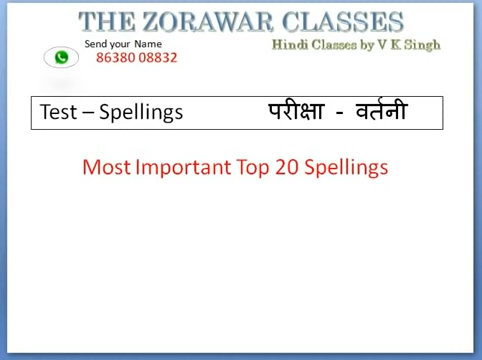 THE ZORAWAR CLASSES
Send your Name
Hindi Classes by V K Singh
86380 08832
Test – Spellings परीक्षा - वर्तनी
Most Important Top 20 Spellings